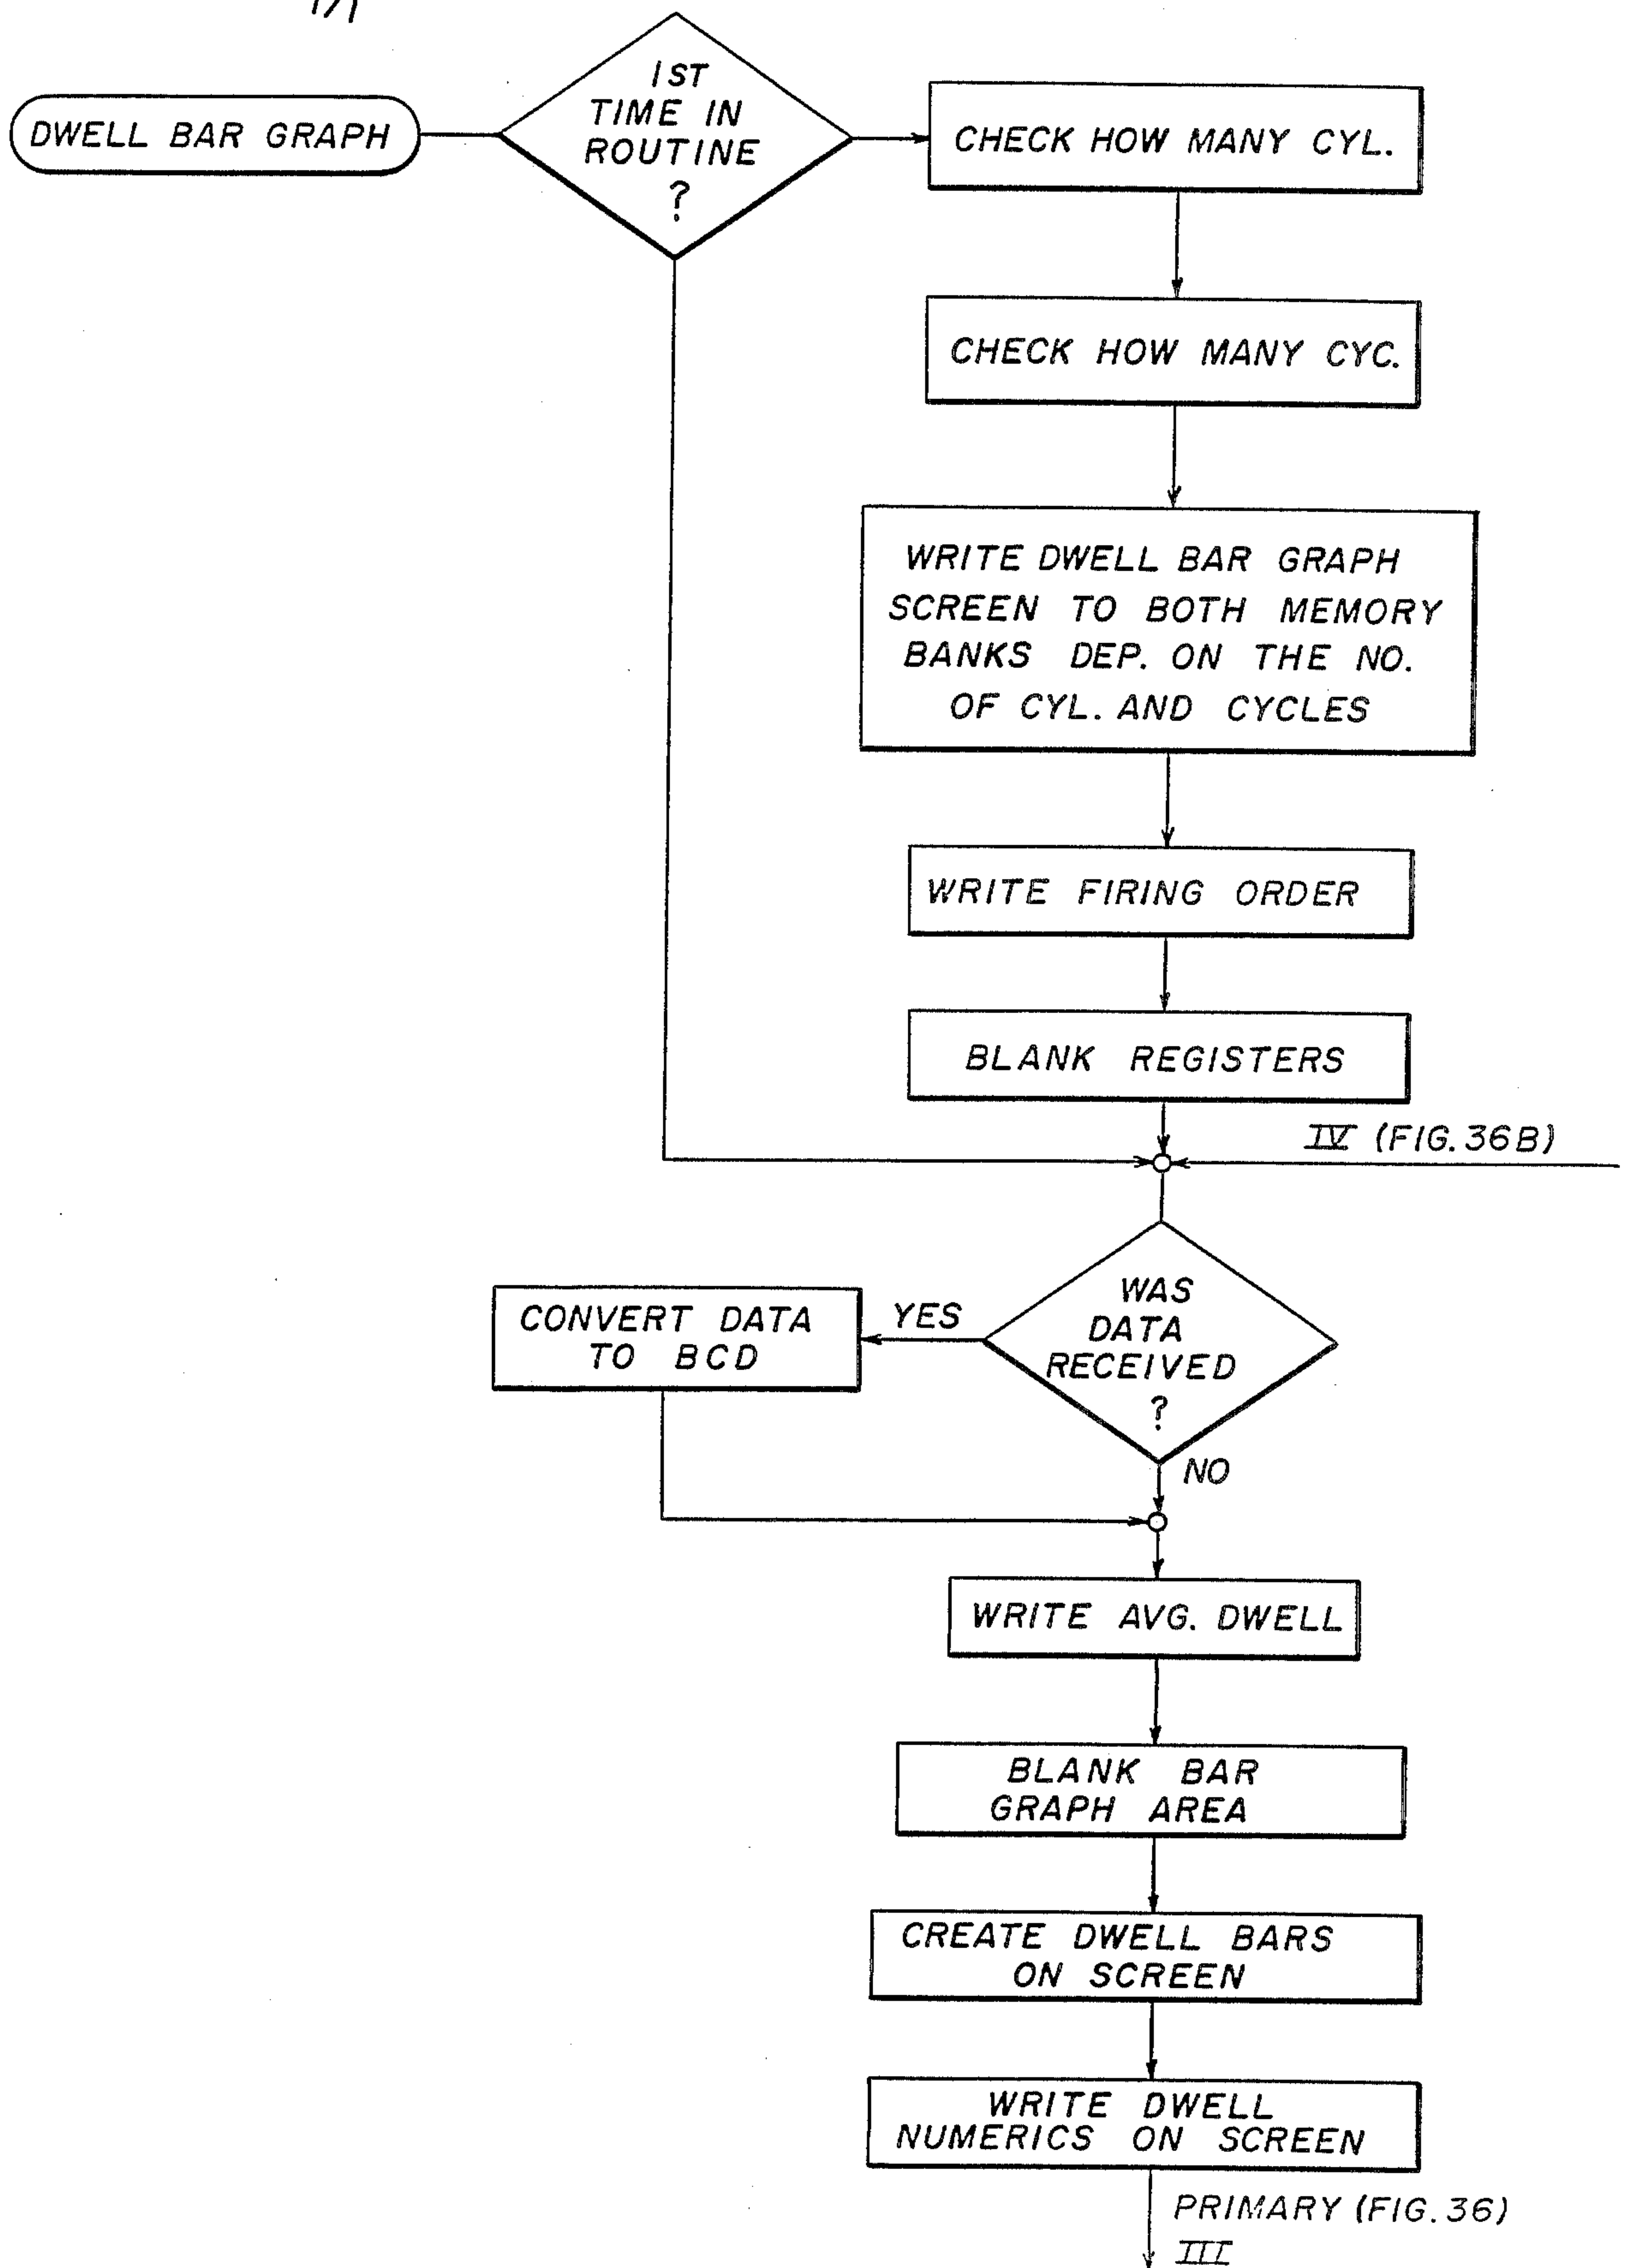 DWELL BAR GRAPH
1ST
TIME IN
ROUTINE
?
CHECK HOW MANY CYL.
CHECK HOW MANY CYC.
WRITE DWELL BAR GRAPH
SCREEN TO BOTH MEMORY
BANKS DEP. ON THE NO.
OF CYL. AND CYCLES
WRITE FIRING ORDER
BLANK REGISTERS
IV (FIG. 36B)
WAS
DATA
RECEIVED
?
YES
CONVERT DATA
TO BCD
NO
WRITE AVG. DWELL
BLANK BAR
GRAPH AREA
CREATE DWELL BARS
ON SCREEN
WRITE DWELL
NUMERICS ON SCREEN
PRIMARY (FIG. 36)
III